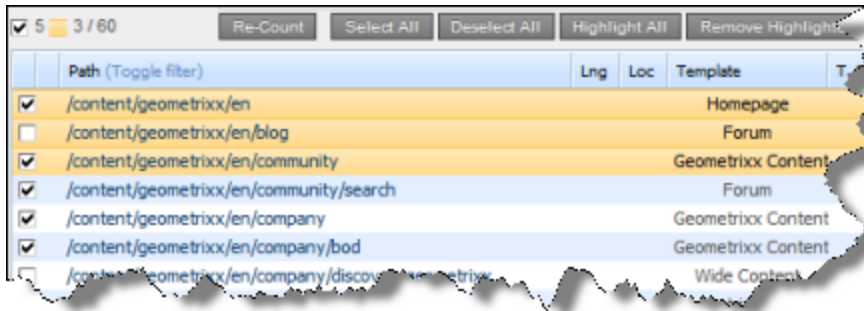 5 3 / 60 Re-Count Select All Deselect All Highlight All Remove
Path (Toggle filter) Lng Loc Template
/content/geometrixx/en Homepage
/content/geometrixx/en/blog Forum
/content/geometrixx/en/community Geometrixx Content
/content/geometrixx/en/community/search Forum
/content/geometrixx/en/company Geometrixx Content
/content/geometrixx/en/company/bod Geometrixx Content
Wide Content